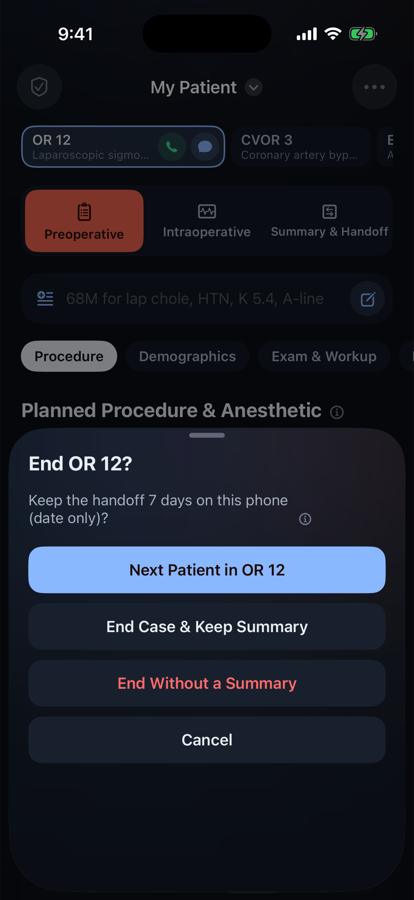 9:41
My Patient
OR 12
Laparoscopic sigmo...
CVOR 3
Coronary artery byp...
Preoperative
Intraoperative
Summary & Handoff
68M for lap chole, HTN, K 5.4, A-line
Procedure
Demographics
Exam & Workup
Planned Procedure & Anesthetic
End OR 12?
Keep the handoff 7 days on this phone
(date only)?
Next Patient in OR 12
End Case & Keep Summary
End Without a Summary
Cancel